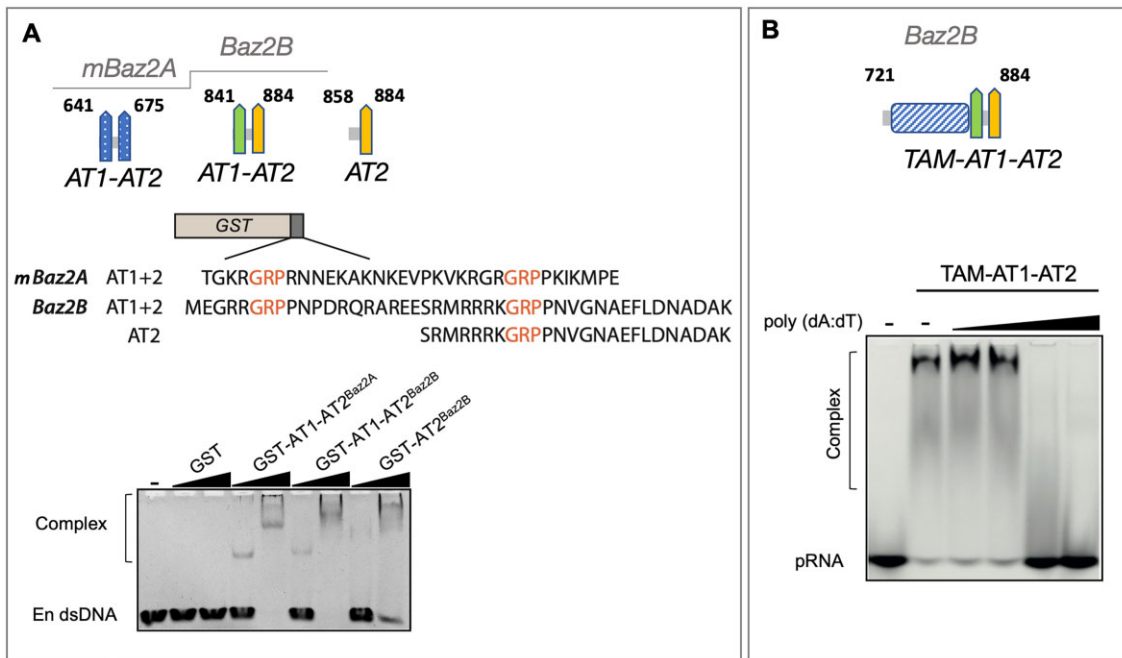 A
Baz2B
mBaz2A
641 675 841 884 858 884
AT1-AT2 AT1-AT2 AT2
GST
mBaz2A AT1+2 TGKRGRPRNNEKAKNKEVPKVKRGRGRPPKIKMPE
Baz2B AT1+2 MEGRRGRPPNPDRQRAREESRMRRRKGRPPNVGNAEFLDNADAK
AT2 SRMRRRKGRPPNVGNAEFLDNADAK
- GST GST-AT1-AT2Baz2A GST-AT1-AT2Baz2B GST-AT2Baz2B
Complex
En dsDNA
B
Baz2B
721 884
TAM-AT1-AT2
TAM-AT1-AT2
poly (dA:dT) - -
Complex
pRNA